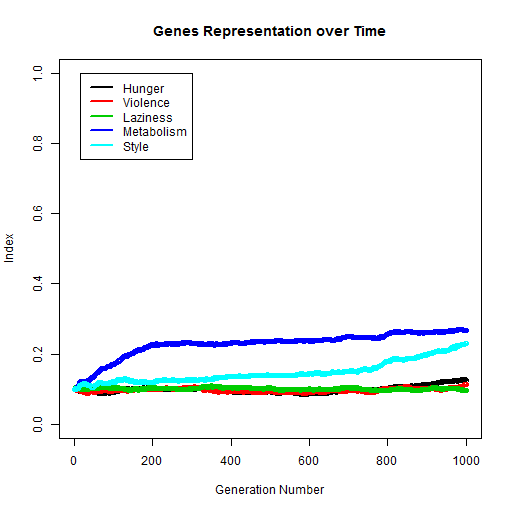 Genes Representation over Time
1.0
0.8
0.6
0.4
0.2
0.0
Index
Hunger
Violence
Laziness
Metabolism
Style
0 200 400 600 800 1000
Generation Number